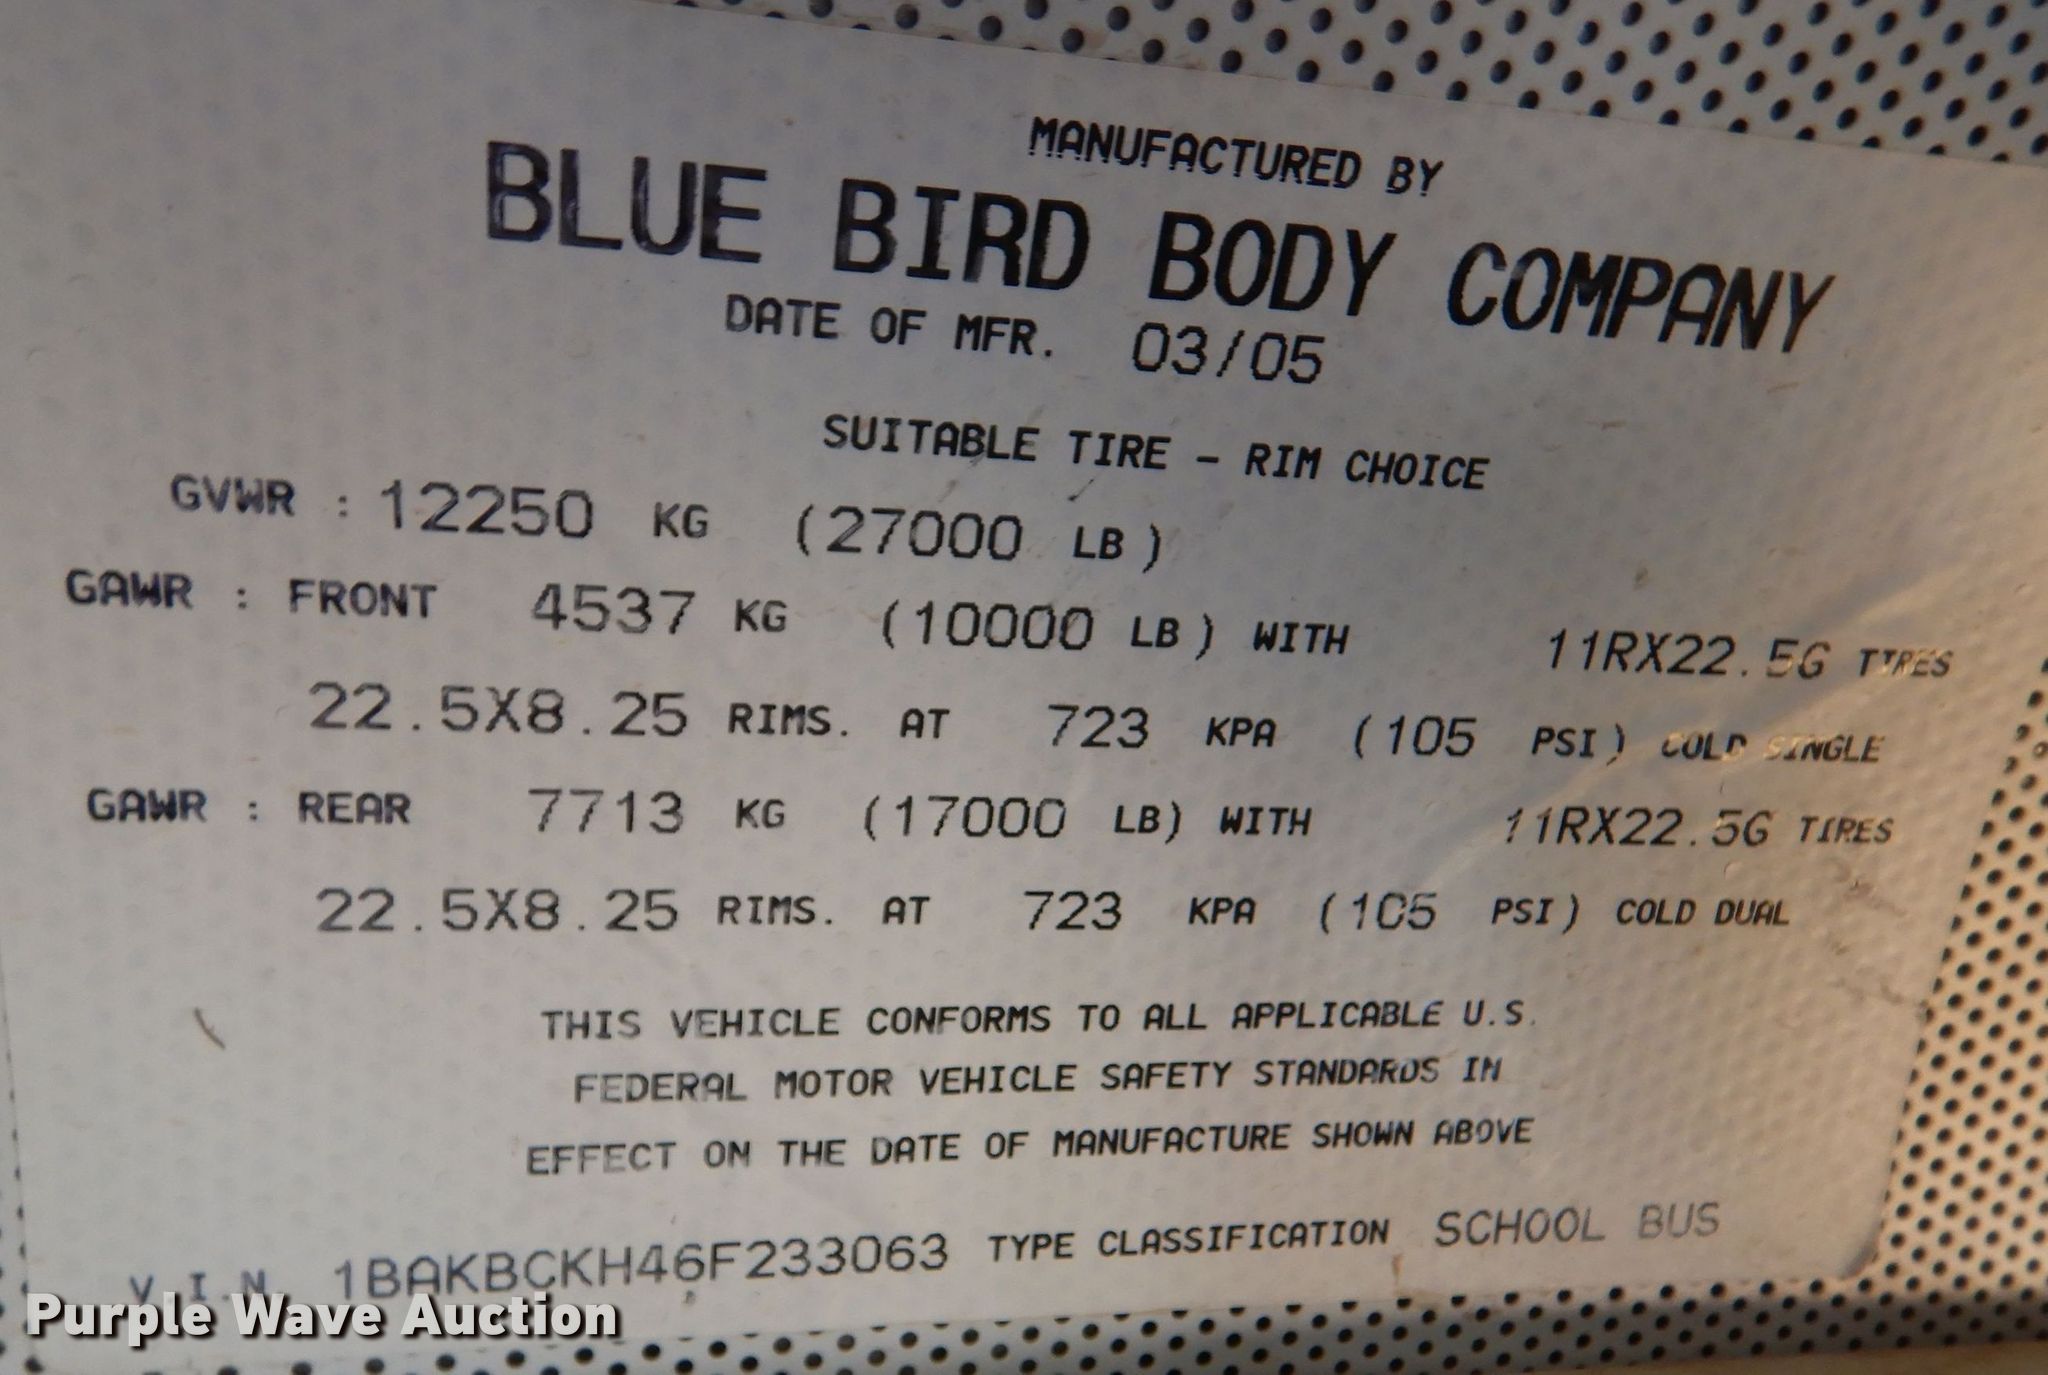 MANUFACTURED BY
BLUE BIRD BODY COMPANY
DATE OF MFR. 03/05
SUITABLE TIRE - RIM CHOICE
GVWR : 12250 KG (27000 LB)
GAWR : FRONT 4537 KG (10000 LB) WITH 11RX22.5G TIRES
22.5X8.25 RIMS. AT 723 KPA (105 PSI) COLD SINGLE
GAWR : REAR 7713 KG (17000 LB) WITH 11RX22.5G TIRES
22.5X8.25 RIMS. AT 723 KPA (105 PSI) COLD DUAL
THIS VEHICLE CONFORMS TO ALL APPLICABLE U.S.
FEDERAL MOTOR VEHICLE SAFETY STANDARDS IN
EFFECT ON THE DATE OF MANUFACTURE SHOWN ABOVE
V.I.N. 1BAKBCKH46F233063 TYPE CLASSIFICATION SCHOOL BUS
Purple Wave Auction